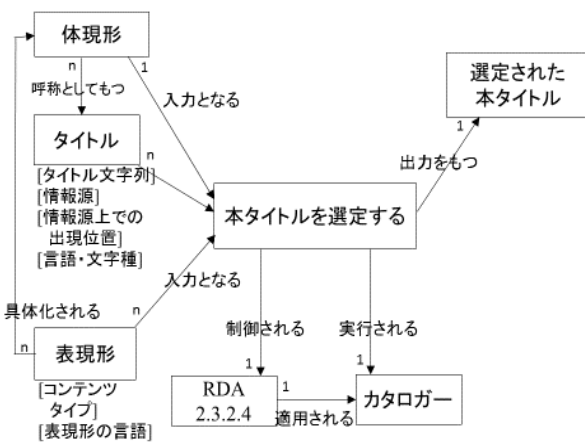 体現形
n
1
呼称としてもつ
入力となる
選定された
本タイトル
1
タイトル
n
[タイトル文字列]
[情報源]
[情報源上での
出現位置]
[言語・文字種]
出力をもつ
本タイトルを選定する
入力となる
具体化される
n
制御される
実行される
n
表現形
1
1
[コンテンツ
タイプ]
[表現形の言語]
RDA
2.3.2.4
1
適用される
カタロガー